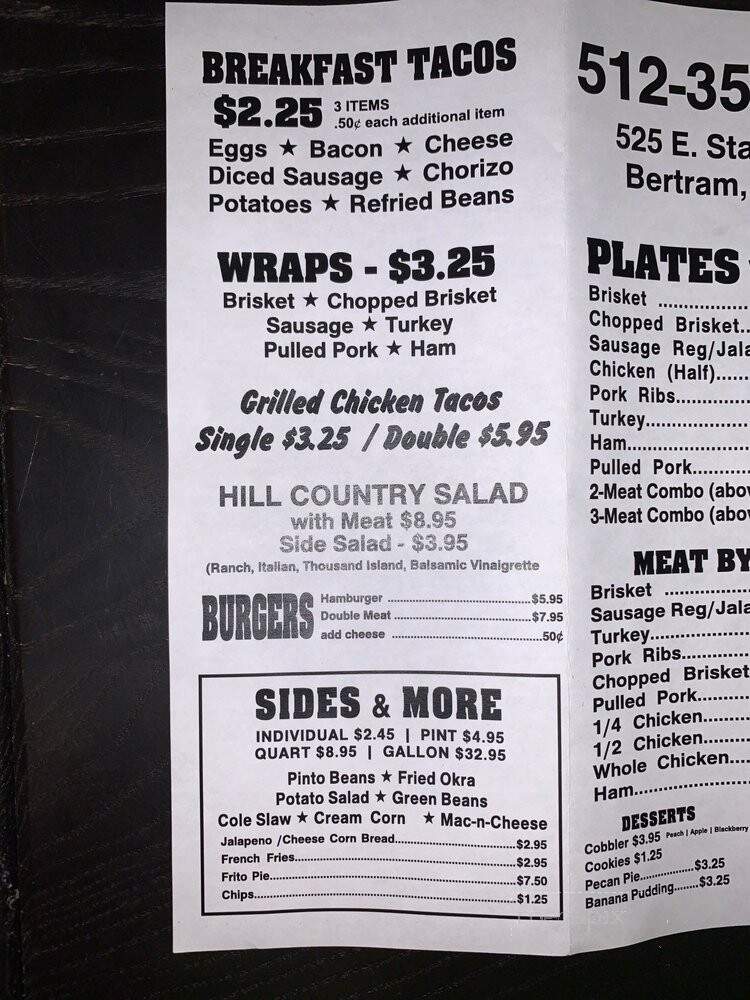 BREAKFAST TACOS
$2.25 3 ITEMS
.50¢ each additional item
Eggs ★ Bacon ★ Cheese
Diced Sausage ★ Chorizo
Potatoes ★ Refried Beans
WRAPS - $3.25
Brisket ★ Chopped Brisket
Sausage ★ Turkey
Pulled Pork ★ Ham
Grilled Chicken Tacos
Single $3.25 / Double $5.95
HILL COUNTRY SALAD
with Meat $8.95
Side Salad - $3.95
(Ranch, Italian, Thousand Island, Balsamic Vinaigrette
BURGERS
Hamburger ........ $5.95
Double Meat ........ $7.95
add cheese ........ .50¢
SIDES & MORE
INDIVIDUAL $2.45 | PINT $4.95
QUART $8.95 | GALLON $32.95
Pinto Beans ★ Fried Okra
Potato Salad ★ Green Beans
Cole Slaw ★ Cream Corn ★ Mac-n-Cheese
Jalapeno /Cheese Corn Bread........ $2.95
French Fries........ $2.95
Frito Pie........ $7.50
Chips........ $1.25
512-35
525 E. Sta
Bertram,
PLATES
Brisket ........
Chopped Brisket..
Sausage Reg/Jala
Chicken (Half)......
Pork Ribs........
Turkey........
Ham........
Pulled Pork........
2-Meat Combo (abov
3-Meat Combo (abov
MEAT BY
Brisket ........
Sausage Reg/Jala
Turkey........
Pork Ribs........
Chopped Brisket
Pulled Pork........
1/4 Chicken........
1/2 Chicken........
Whole Chicken....
Ham........
DESSERTS
Cobbler $3.95 Peach | Apple | Blackberry
Cookies $1.25
Pecan Pie........ $3.25
Banana Pudding....... $3.25